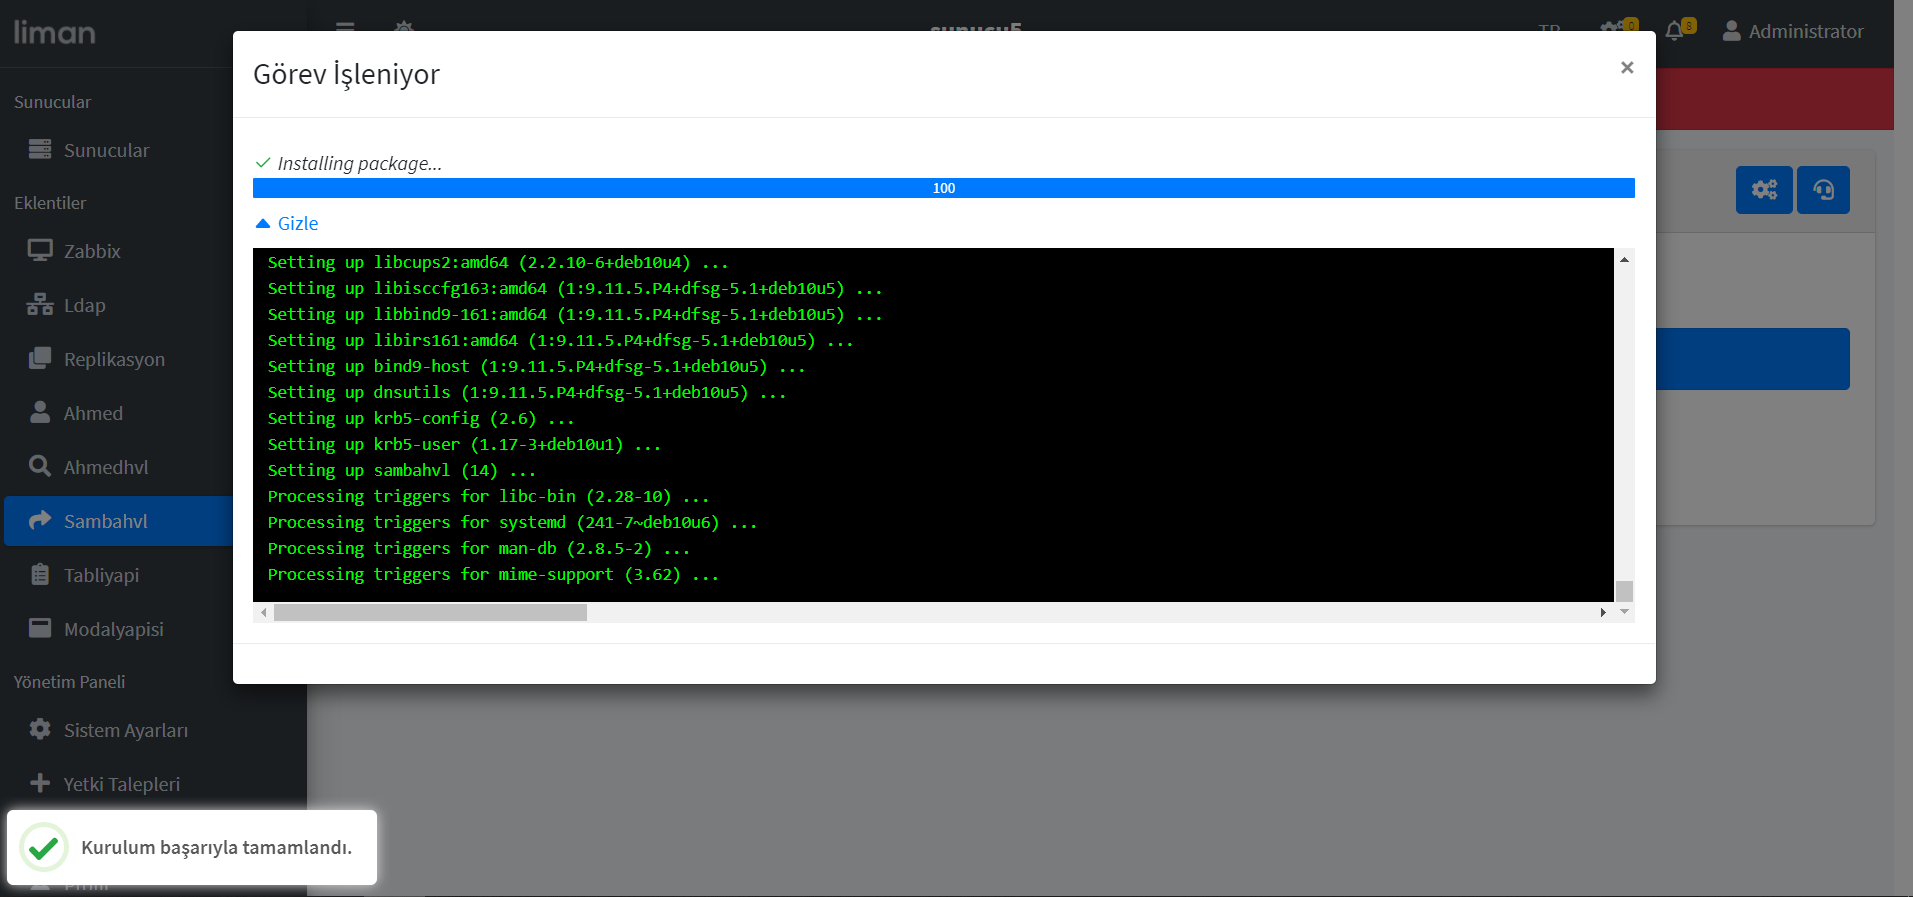 liman
sunucu5
TR
0
8
Administrator
Sunucular
Sunucular
Eklentiler
Zabbix
Ldap
Replikasyon
Ahmed
Ahmedhvl
Sambahvl
Tabliyapi
Modalyapisi
Yönetim Paneli
Sistem Ayarları
Yetki Talepleri
Görev İşleniyor
×
Installing package...
100
Gizle
Setting up libcups2:amd64 (2.2.10-6+deb10u4) ...
Setting up libisccfg163:amd64 (1:9.11.5.P4+dfsg-5.1+deb10u5) ...
Setting up libbind9-161:amd64 (1:9.11.5.P4+dfsg-5.1+deb10u5) ...
Setting up libirs161:amd64 (1:9.11.5.P4+dfsg-5.1+deb10u5) ...
Setting up bind9-host (1:9.11.5.P4+dfsg-5.1+deb10u5) ...
Setting up dnsutils (1:9.11.5.P4+dfsg-5.1+deb10u5) ...
Setting up krb5-config (2.6) ...
Setting up krb5-user (1.17-3+deb10u1) ...
Setting up sambahvl (14) ...
Processing triggers for libc-bin (2.28-10) ...
Processing triggers for systemd (241-7~deb10u6) ...
Processing triggers for man-db (2.8.5-2) ...
Processing triggers for mime-support (3.62) ...
Kurulum başarıyla tamamlandı.